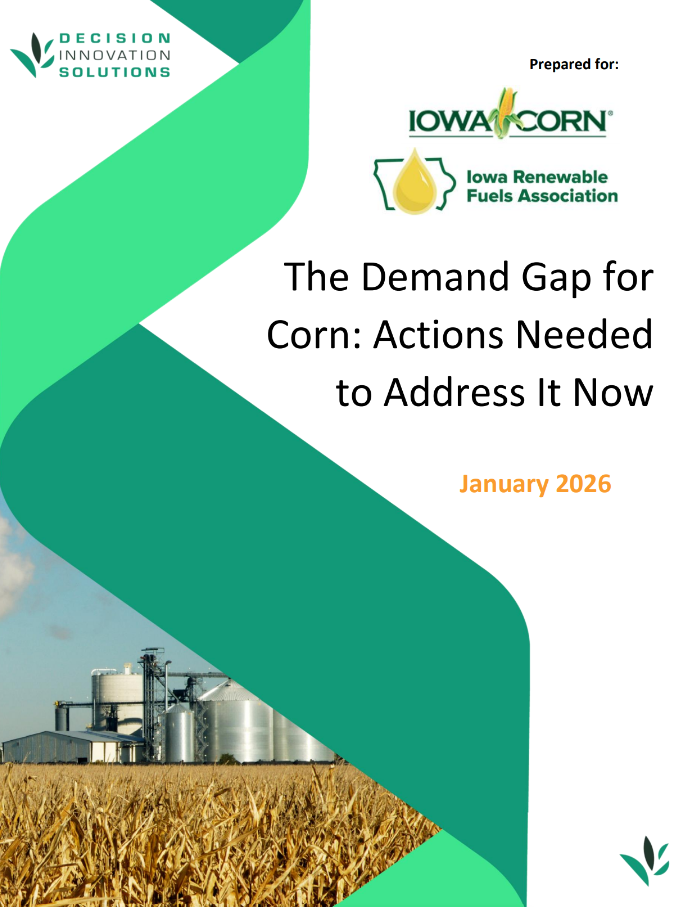 DECISION
INNOVATION
SOLUTIONS
Prepared for:
IOWA CORN®
Iowa Renewable
Fuels Association
The Demand Gap for
Corn: Actions Needed
to Address It Now
January 2026